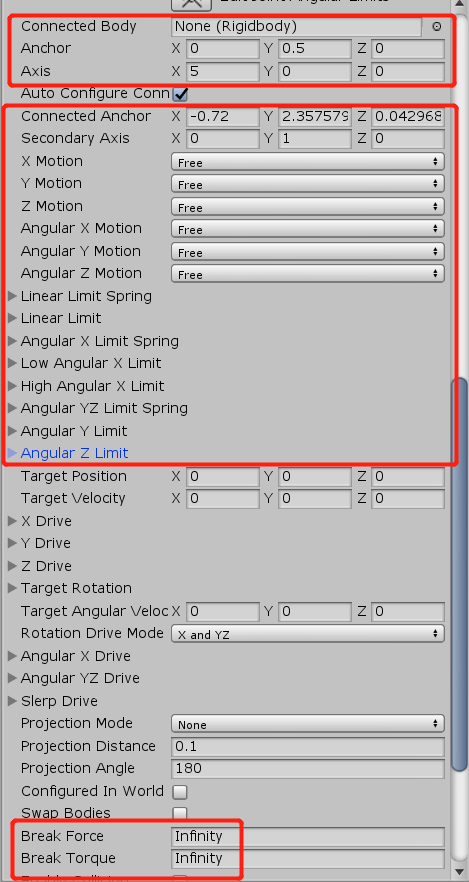 Connected Body None (Rigidbody)
Anchor X 0 Y 0.5 Z 0
Axis X 5 Y 0 Z 0
Auto Configure Conn
Connected Anchor X -0.72 Y 2.357579 Z 0.042968
Secondary Axis X 0 Y 1 Z 0
X Motion Free
Y Motion Free
Z Motion Free
Angular X Motion Free
Angular Y Motion Free
Angular Z Motion Free
Linear Limit Spring
Linear Limit
Angular X Limit Spring
Low Angular X Limit
High Angular X Limit
Angular YZ Limit Spring
Angular Y Limit
Angular Z Limit
Target Position X 0 Y 0 Z 0
Target Velocity X 0 Y 0 Z 0
X Drive
Y Drive
Z Drive
Target Rotation
Target Angular Veloc X 0 Y 0 Z 0
Rotation Drive Mode X and YZ
Angular X Drive
Angular YZ Drive
Slerp Drive
Projection Mode None
Projection Distance 0.1
Projection Angle 180
Configured In World
Swap Bodies
Break Force Infinity
Break Torque Infinity